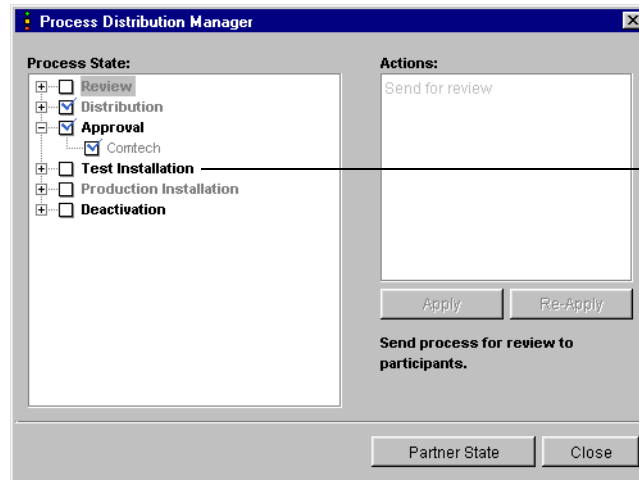 Process Distribution Manager
Process State:
Review
Distribution
Approval
Comtech
Test Installation
Production Installation
Deactivation
Actions:
Send for review
Apply
Re-Apply
Send process for review to
participants.
Partner State
Close